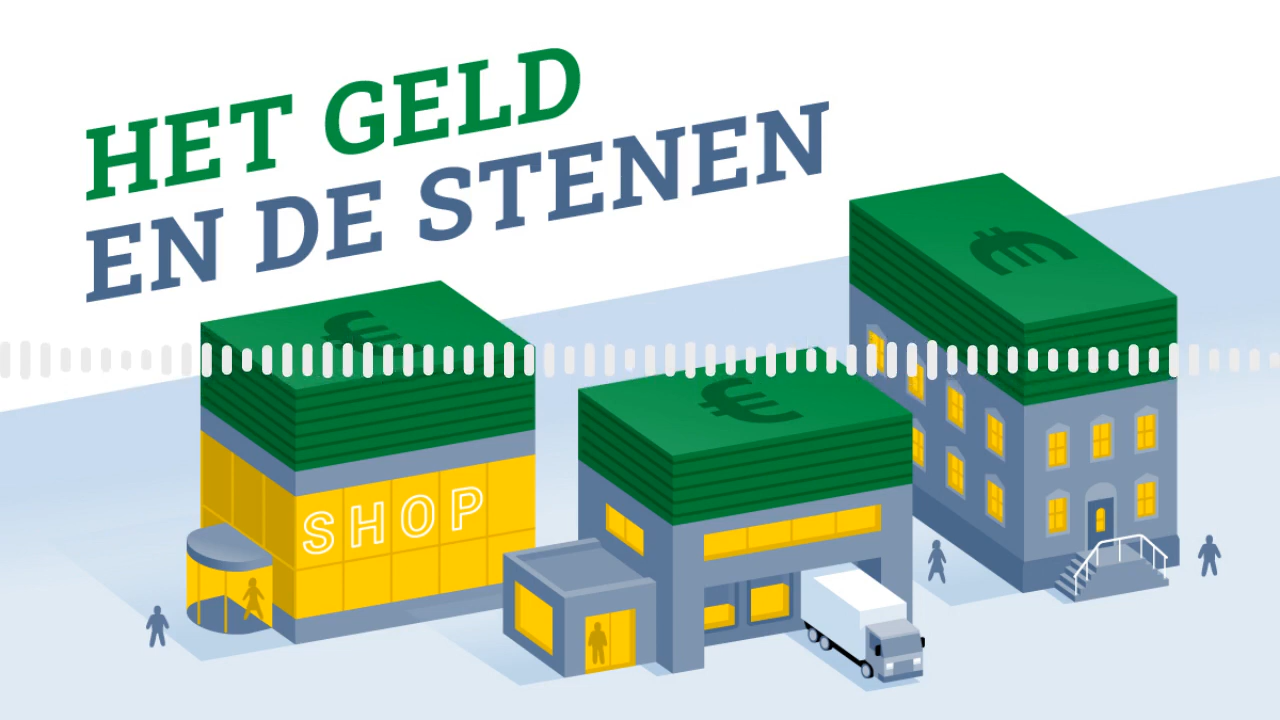 HET GELD
EN DE STENEN
€
€
€
SHOP